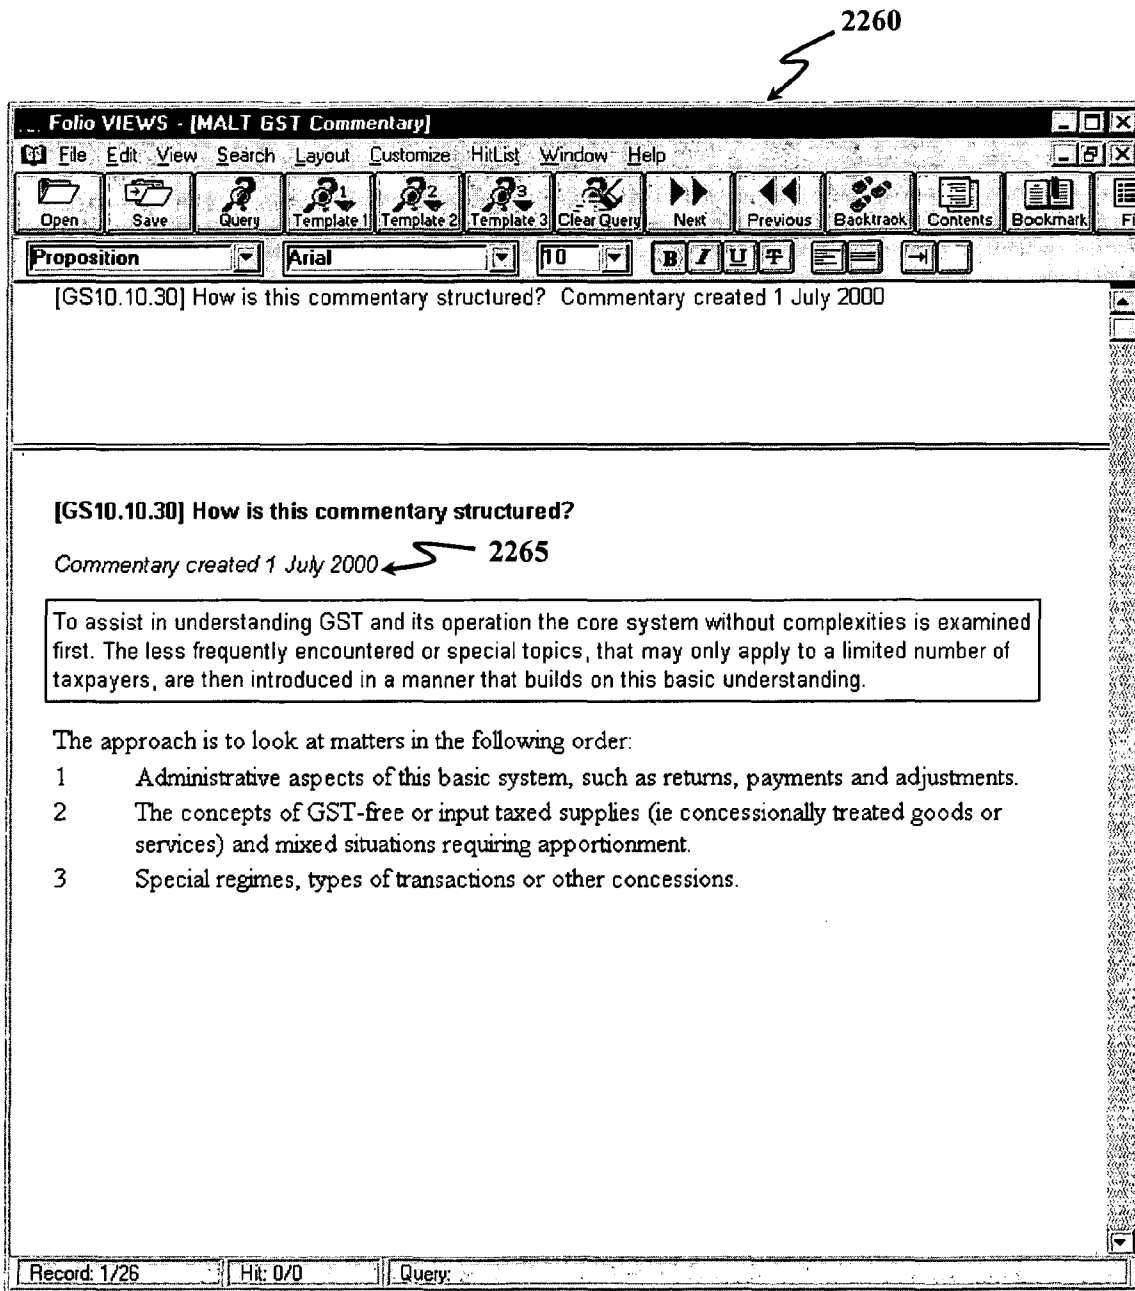 2260
Folio VIEWS - [MALT GST Commentary]
File Edit View Search Layout Customize HitList Window Help
Open Save Query Template 1 Template 2 Template 3 Clear Query Next Previous Backtrack Contents Bookmark Fi
Proposition Arial 10 B I U T
[GS10.10.30] How is this commentary structured? Commentary created 1 July 2000
[GS10.10.30] How is this commentary structured?
Commentary created 1 July 2000 2265
To assist in understanding GST and its operation the core system without complexities is examined
first. The less frequently encountered or special topics, that may only apply to a limited number of
taxpayers, are then introduced in a manner that builds on this basic understanding.
The approach is to look at matters in the following order:
1 Administrative aspects of this basic system, such as returns, payments and adjustments.
2 The concepts of GST-free or input taxed supplies (ie concessionally treated goods or
services) and mixed situations requiring apportionment.
3 Special regimes, types of transactions or other concessions.
Record: 1/26 Hit: 0/0 Query: